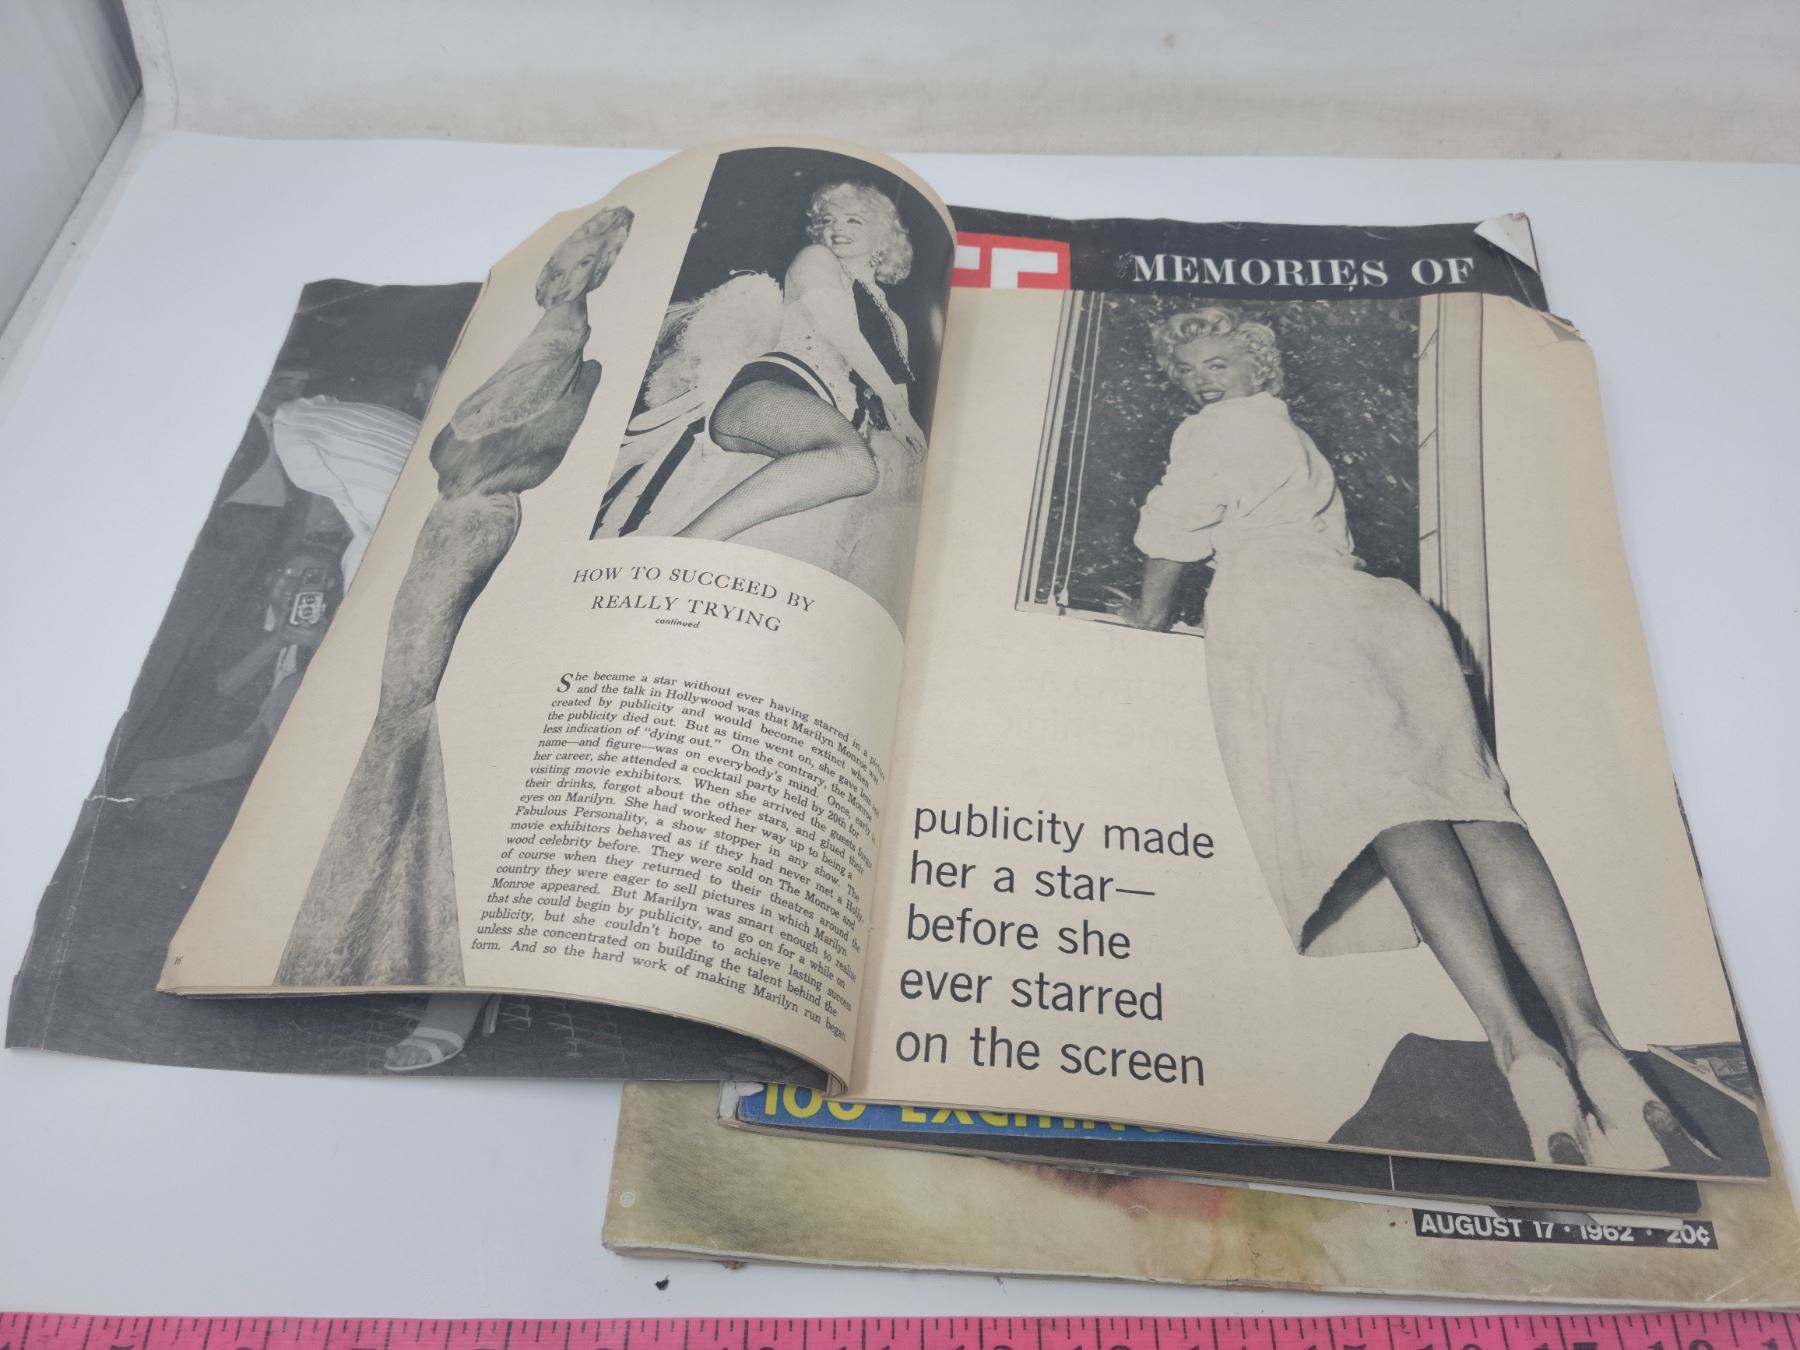 FE
MEMORIES OF
HOW TO SUCCEED BY
REALLY TRYING
continued
She became a star without ever having starred in a picture
and the talk in Hollywood was that Marilyn Monroe was
created by publicity and would become extinct when
the publicity died out. But as time went on, she gave less and
less indication of "dying out." On the contrary, the Monroe
name—and figure—was on everybody's mind. Once, early in
her career, she attended a cocktail party held by 20th for
visiting movie exhibitors. When she arrived the guests forgot
their drinks, forgot about the other stars, and glued their
eyes on Marilyn. She had worked her way up to being a
Fabulous Personality, a show stopper in any show. The
movie exhibitors behaved as if they had never met a Holly-
wood celebrity before. They were sold on The Monroe and
of course when they returned to their theatres around the
country they were eager to sell pictures in which Marilyn
Monroe appeared. But Marilyn was smart enough to realize
that she could begin by publicity, and go on for a while on
publicity, but she couldn't hope to achieve lasting success
unless she concentrated on building the talent behind the
form. And so the hard work of making Marilyn run began.
16
publicity made
her a star—
before she
ever starred
on the screen
100 EXCITING
®
AUGUST 17 · 1962 · 20¢